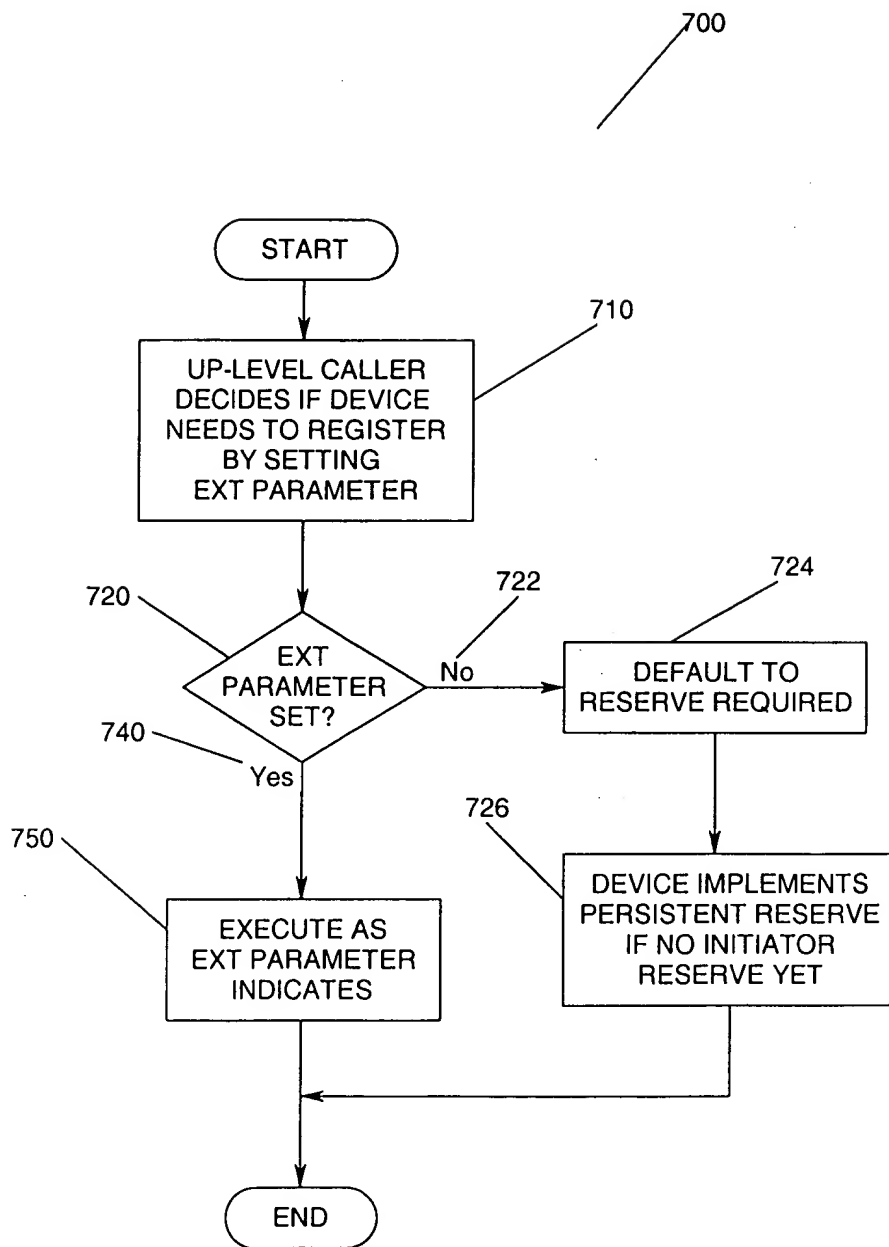 700
START
710
UP-LEVEL CALLER
DECIDES IF DEVICE
NEEDS TO REGISTER
BY SETTING
EXT PARAMETER
720
EXT
PARAMETER
SET?
722
No
724
DEFAULT TO
RESERVE REQUIRED
740
Yes
726
DEVICE IMPLEMENTS
PERSISTENT RESERVE
IF NO INITIATOR
RESERVE YET
750
EXECUTE AS
EXT PARAMETER
INDICATES
END